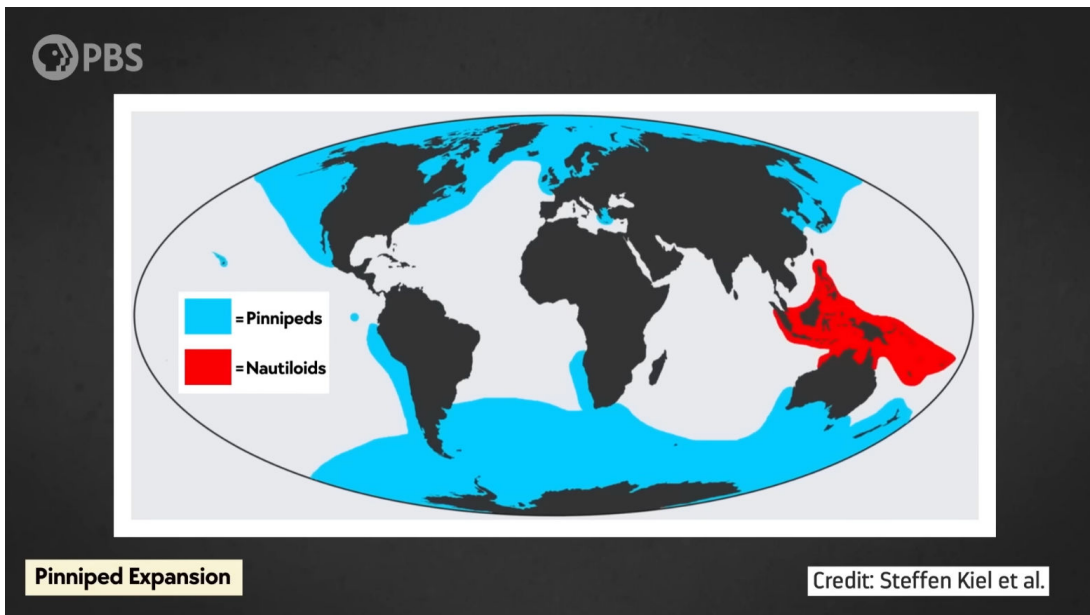 PBS
= Pinnipeds
= Nautiloids
Pinniped Expansion
Credit: Steffen Kiel et al.